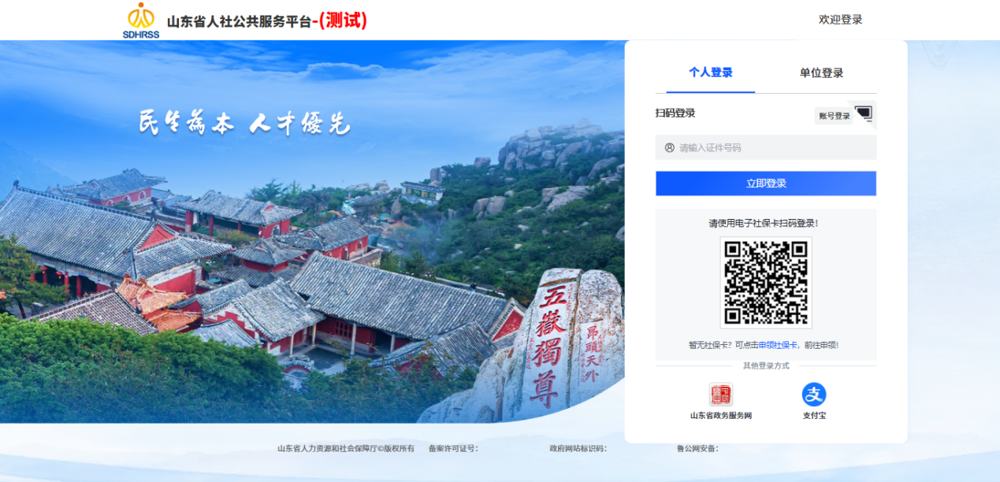 SDHRSS
山东省人社公共服务平台-(测试)
欢迎登录
民生為本 人才優先
五嶽獨尊
昂頭天外
个人登录
单位登录
扫码登录
账号登录
请输入证件号码
立即登录
请使用电子社保卡扫码登录！
暂无社保卡？可点击申领社保卡，前往申领！
其他登录方式
山东省政务服务网
支付宝
山东省人力资源和社会保障厅©版权所有 备案许可证号： 政府网站标识码： 鲁公网安备：